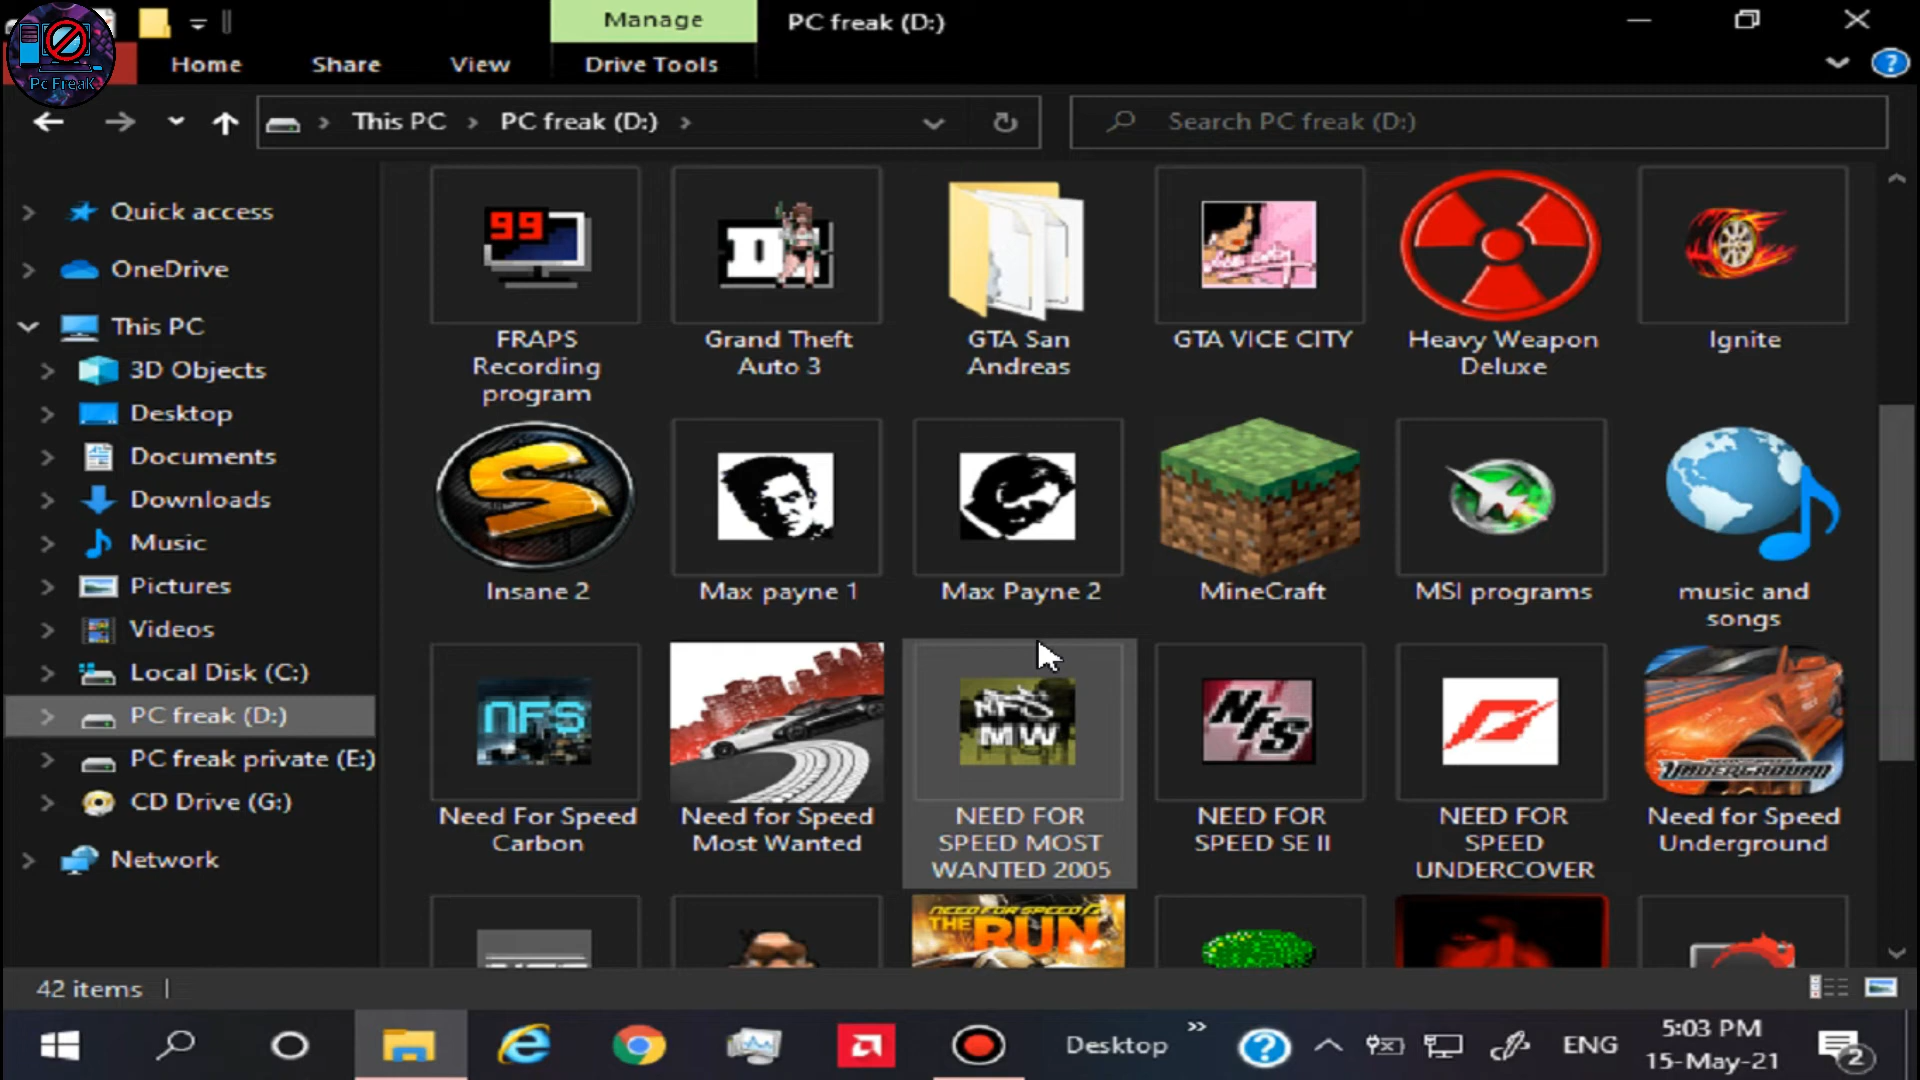 Manage
PC freak (D:)
Home
Share
View
Drive Tools
Pc FreaK
This PC
PC freak (D:)
Search PC freak (D:)
Quick access
OneDrive
This PC
3D Objects
Desktop
Documents
Downloads
Music
Pictures
Videos
Local Disk (C:)
PC freak (D:)
PC freak private (E:)
CD Drive (G:)
Network
99
FRAPS
Recording
program
Grand Theft
Auto 3
GTA San
Andreas
GTA VICE CITY
Heavy Weapon
Deluxe
Ignite
S
Insane 2
Max payne 1
Max Payne 2
MineCraft
MSI programs
music and
songs
NFS
Need For Speed
Carbon
Need for Speed
Most Wanted
NFS
MW
NEED FOR
SPEED MOST
WANTED 2005
NFS
NEED FOR
SPEED SE II
NEED FOR
SPEED
UNDERCOVER
UNDERGROUND
Need for Speed
Underground
NEED FOR SPEED
THE RUN
42 items
Desktop
ENG
5:03 PM
15-May-21
2